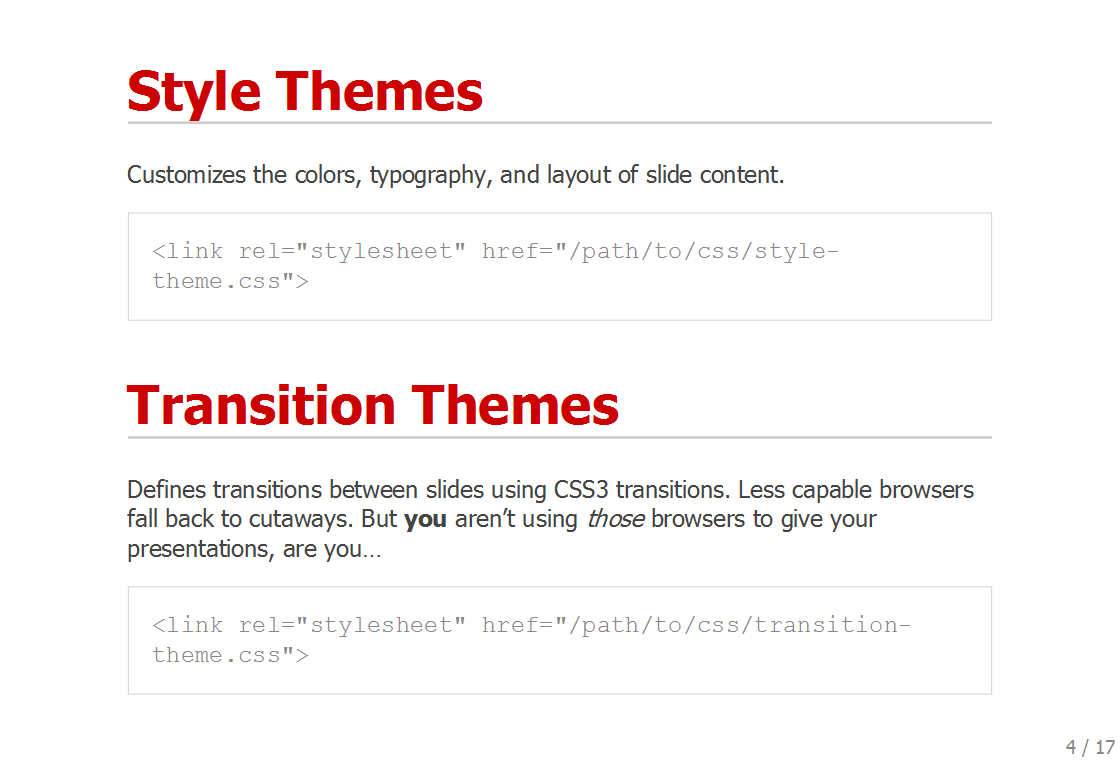 Style Themes
Customizes the colors, typography, and layout of slide content.
<link rel="stylesheet" href="/path/to/css/style-
theme.css">
Transition Themes
Defines transitions between slides using CSS3 transitions. Less capable browsers
fall back to cutaways. But you aren’t using those browsers to give your
presentations, are you…
<link rel="stylesheet" href="/path/to/css/transition-
theme.css">
4 / 17